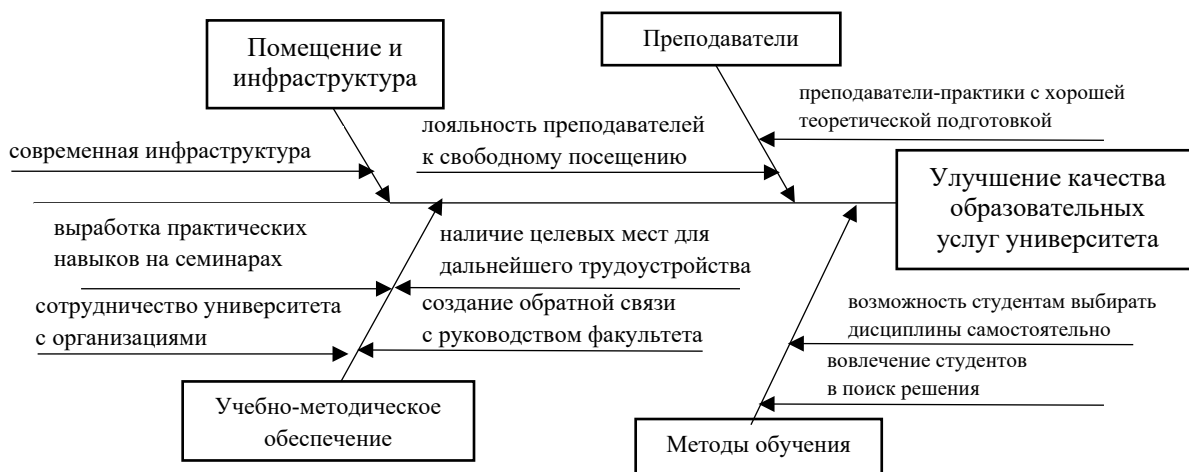 Помещение и
инфраструктура
Преподаватели
преподаватели-практики с хорошей
теоретической подготовкой
лояльность преподавателей
к свободному посещению
современная инфраструктура
Улучшение качества
образовательных
услуг университета
выработка практических
навыков на семинарах
наличие целевых мест для
дальнейшего трудоустройства
сотрудничество университета
с организациями
создание обратной связи
с руководством факультета
возможность студентам выбирать
дисциплины самостоятельно
вовлечение студентов
в поиск решения
Учебно-методическое
обеспечение
Методы обучения